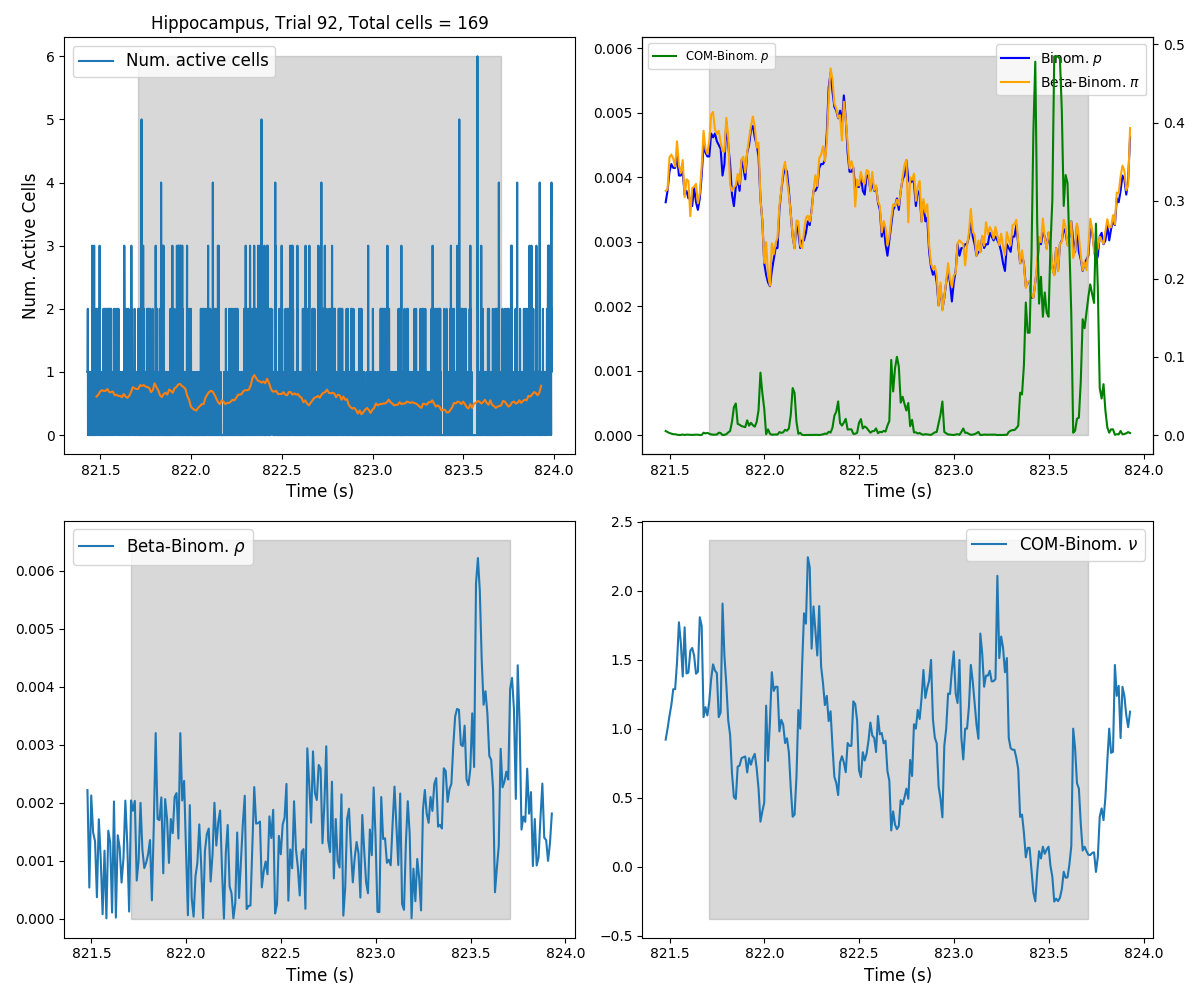 Hippocampus, Trial 92, Total cells = 169
Num. active cells
Num. Active Cells
6
5
4
3
2
1
0
821.5 822.0 822.5 823.0 823.5 824.0
Time (s)
COM-Binom. p
Binom. p
Beta-Binom. π
0.006
0.005
0.004
0.003
0.002
0.001
0.000
0.5
0.4
0.3
0.2
0.1
0.0
821.5 822.0 822.5 823.0 823.5 824.0
Time (s)
Beta-Binom. ρ
0.006
0.005
0.004
0.003
0.002
0.001
0.000
821.5 822.0 822.5 823.0 823.5 824.0
Time (s)
COM-Binom. ν
2.5
2.0
1.5
1.0
0.5
0.0
−0.5
821.5 822.0 822.5 823.0 823.5 824.0
Time (s)